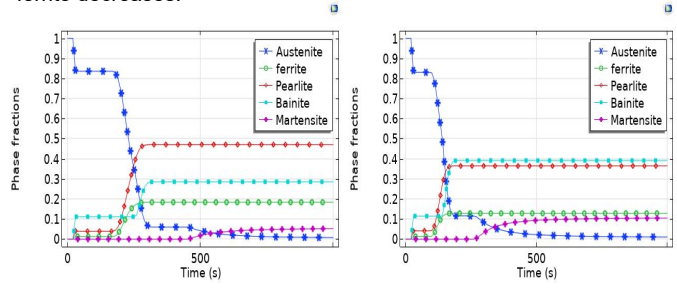 ferrite decreases.
1
0.9
0.8
0.7
0.6
0.5
0.4
0.3
0.2
0.1
0
Phase fractions
0 500
Time (s)
Austenite
ferrite
Pearlite
Bainite
Martensite
1
0.9
0.8
0.7
0.6
0.5
0.4
0.3
0.2
0.1
0
Phase fractions
0 500
Time (s)
Austenite
ferrite
Pearlite
Bainite
Martensite